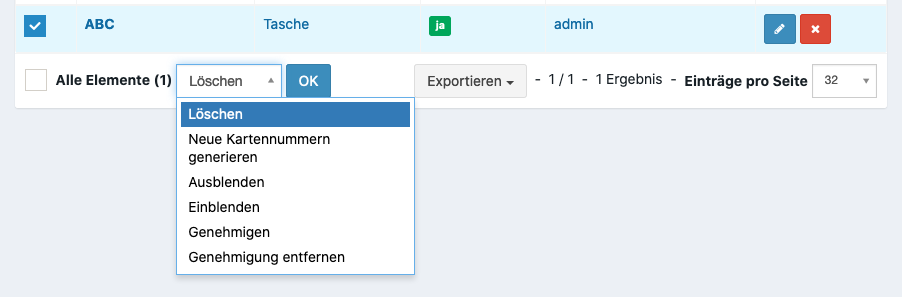 ABC Tasche ja admin
Alle Elemente (1) Löschen OK Exportieren - 1 / 1 - 1 Ergebnis - Einträge pro Seite 32
Löschen
Neue Kartennummern
generieren
Ausblenden
Einblenden
Genehmigen
Genehmigung entfernen